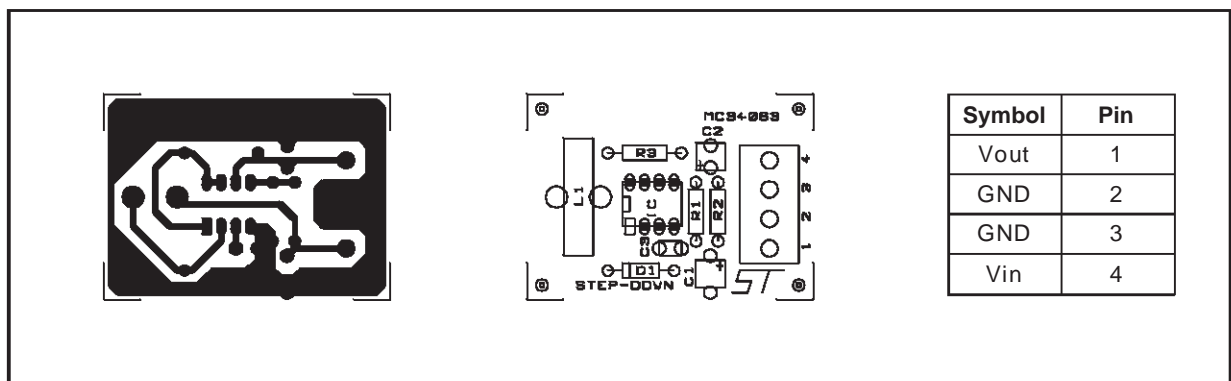 MC34063
C2
R3
4
3
2
1
L1
IC
R1
R2
C3
D1
C1
STEP-DOWN
ST
Symbol Pin
Vout 1
GND 2
GND 3
Vin 4